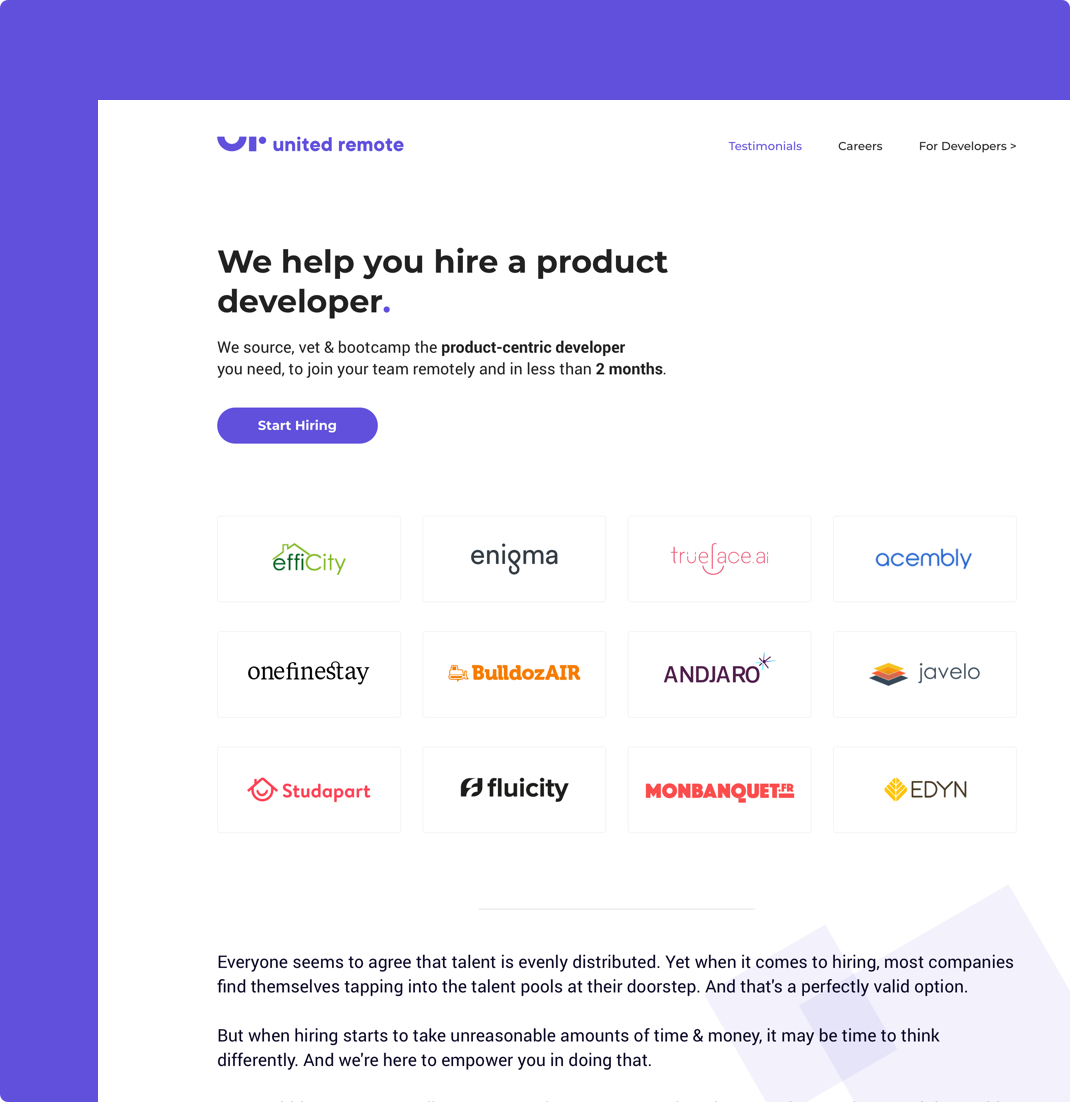 united remote
Testimonials Careers For Developers >
We help you hire a product
developer.
We source, vet & bootcamp the product-centric developer
you need, to join your team remotely and in less than 2 months.
Start Hiring
effiCity enigma trueface.ai acembly
onefinestay BulldozAIR ANDJARO javelo
Studapart fluicity MONBANQUET.FR EDYN
Everyone seems to agree that talent is evenly distributed. Yet when it comes to hiring, most companies
find themselves tapping into the talent pools at their doorstep. And that's a perfectly valid option.
But when hiring starts to take unreasonable amounts of time & money, it may be time to think
differently. And we're here to empower you in doing that.